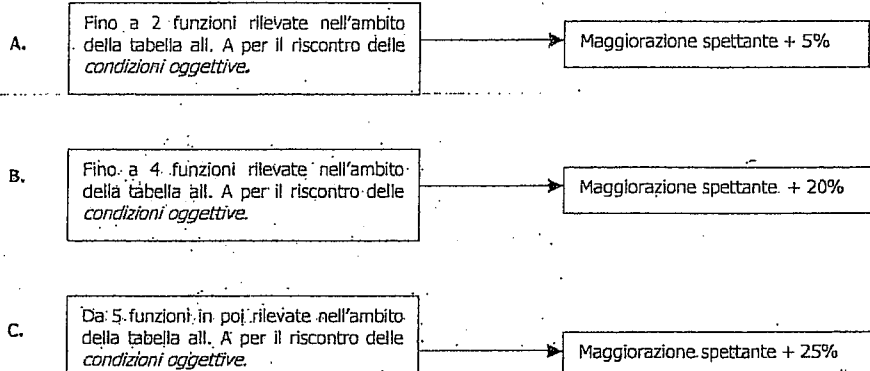 A.
Fino a 2 funzioni rilevate nell'ambito
della tabella all. A per il riscontro delle
condizioni oggettive.
Maggiorazione spettante + 5%
B.
Fino a 4 funzioni rilevate nell'ambito
della tabella all. A per il riscontro delle
condizioni oggettive.
Maggiorazione spettante + 20%
C.
Da 5 funzioni in poi rilevate nell'ambito
della tabella all. A per il riscontro delle
condizioni oggettive.
Maggiorazione spettante + 25%